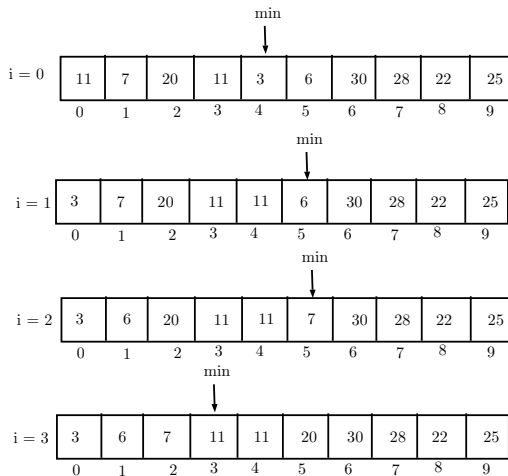 min
i = 0 11 7 20 11 3 6 30 28 22 25
0 1 2 3 4 5 6 7 8 9
min
i = 1 3 7 20 11 11 6 30 28 22 25
0 1 2 3 4 5 6 7 8 9
min
i = 2 3 6 20 11 11 7 30 28 22 25
0 1 2 3 4 5 6 7 8 9
min
i = 3 3 6 7 11 11 20 30 28 22 25
0 1 2 3 4 5 6 7 8 9